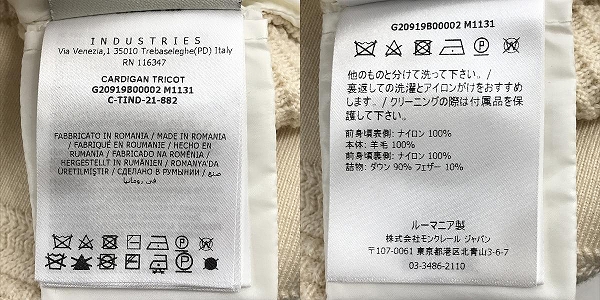 INDUSTRIES
Via Venezia,1 35010 Trebaseleghe(PD) Italy
RN 116347
CARDIGAN TRICOT
G20919B00002 M1131
C-TIND-21-882
FABBRICATO IN ROMANIA / MADE IN ROMANIA
/ FABRIQUÉ EN ROUMANIE / HECHO EN
RUMANÍA / FABRICADO NA ROMÉNIA /
HERGESTELLT IN RUMÄNIEN / ROMANYA'DA
ÜRETILMIŞTIR / СДЕЛАНО В РУМЫНИИ / صنع
في رومانيا
G20919B00002 M1131
他のものと分けて洗って下さい。/
裏返しての洗濯とアイロンがけをおすすめ
します。/ クリーニングの際は付属品を保
護して下さい。
前身頃裏側: ナイロン 100%
本体: 羊毛 100%
前身頃表側: ナイロン 100%
詰物: ダウン 90% フェザー 10%
ルーマニア製
株式会社モンクレール ジャパン
〒107-0061 東京都港区北青山3-6-7
03-3486-2110